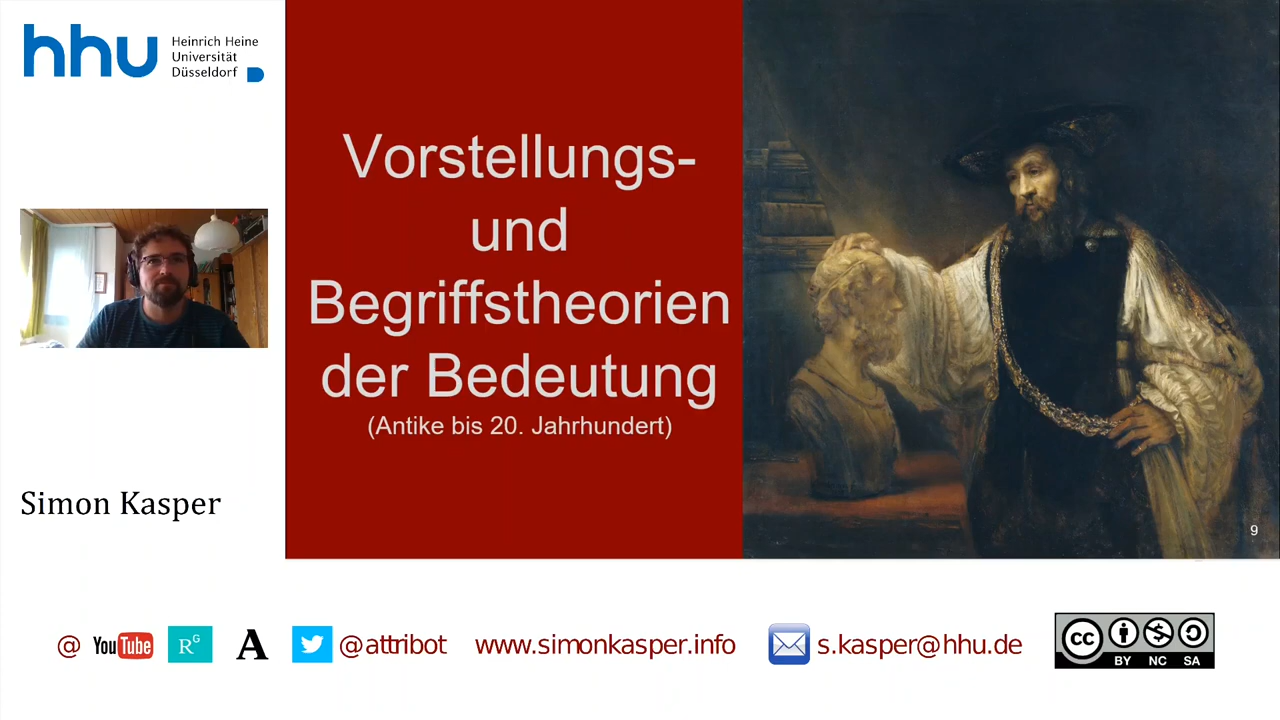 hhu
Heinrich Heine
Universität
Düsseldorf
Vorstellungs-
und
Begriffstheorien
der Bedeutung
(Antike bis 20. Jahrhundert)
Simon Kasper
9
@ YouTube RG A @attribot www.simonkasper.info s.kasper@hhu.de
cc
BY NC SA